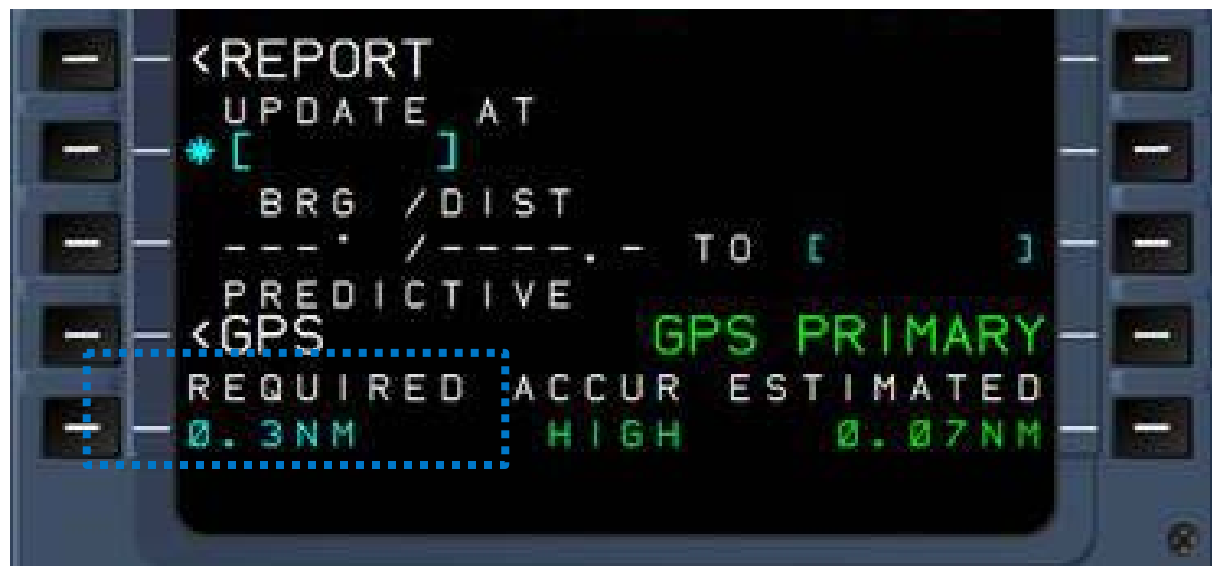 <REPORT
UPDATE AT
*[ ]
BRG /DIST
---° /----.- TO [ ]
PREDICTIVE
<GPS GPS PRIMARY
REQUIRED ACCUR ESTIMATED
0.3NM HIGH 0.07NM